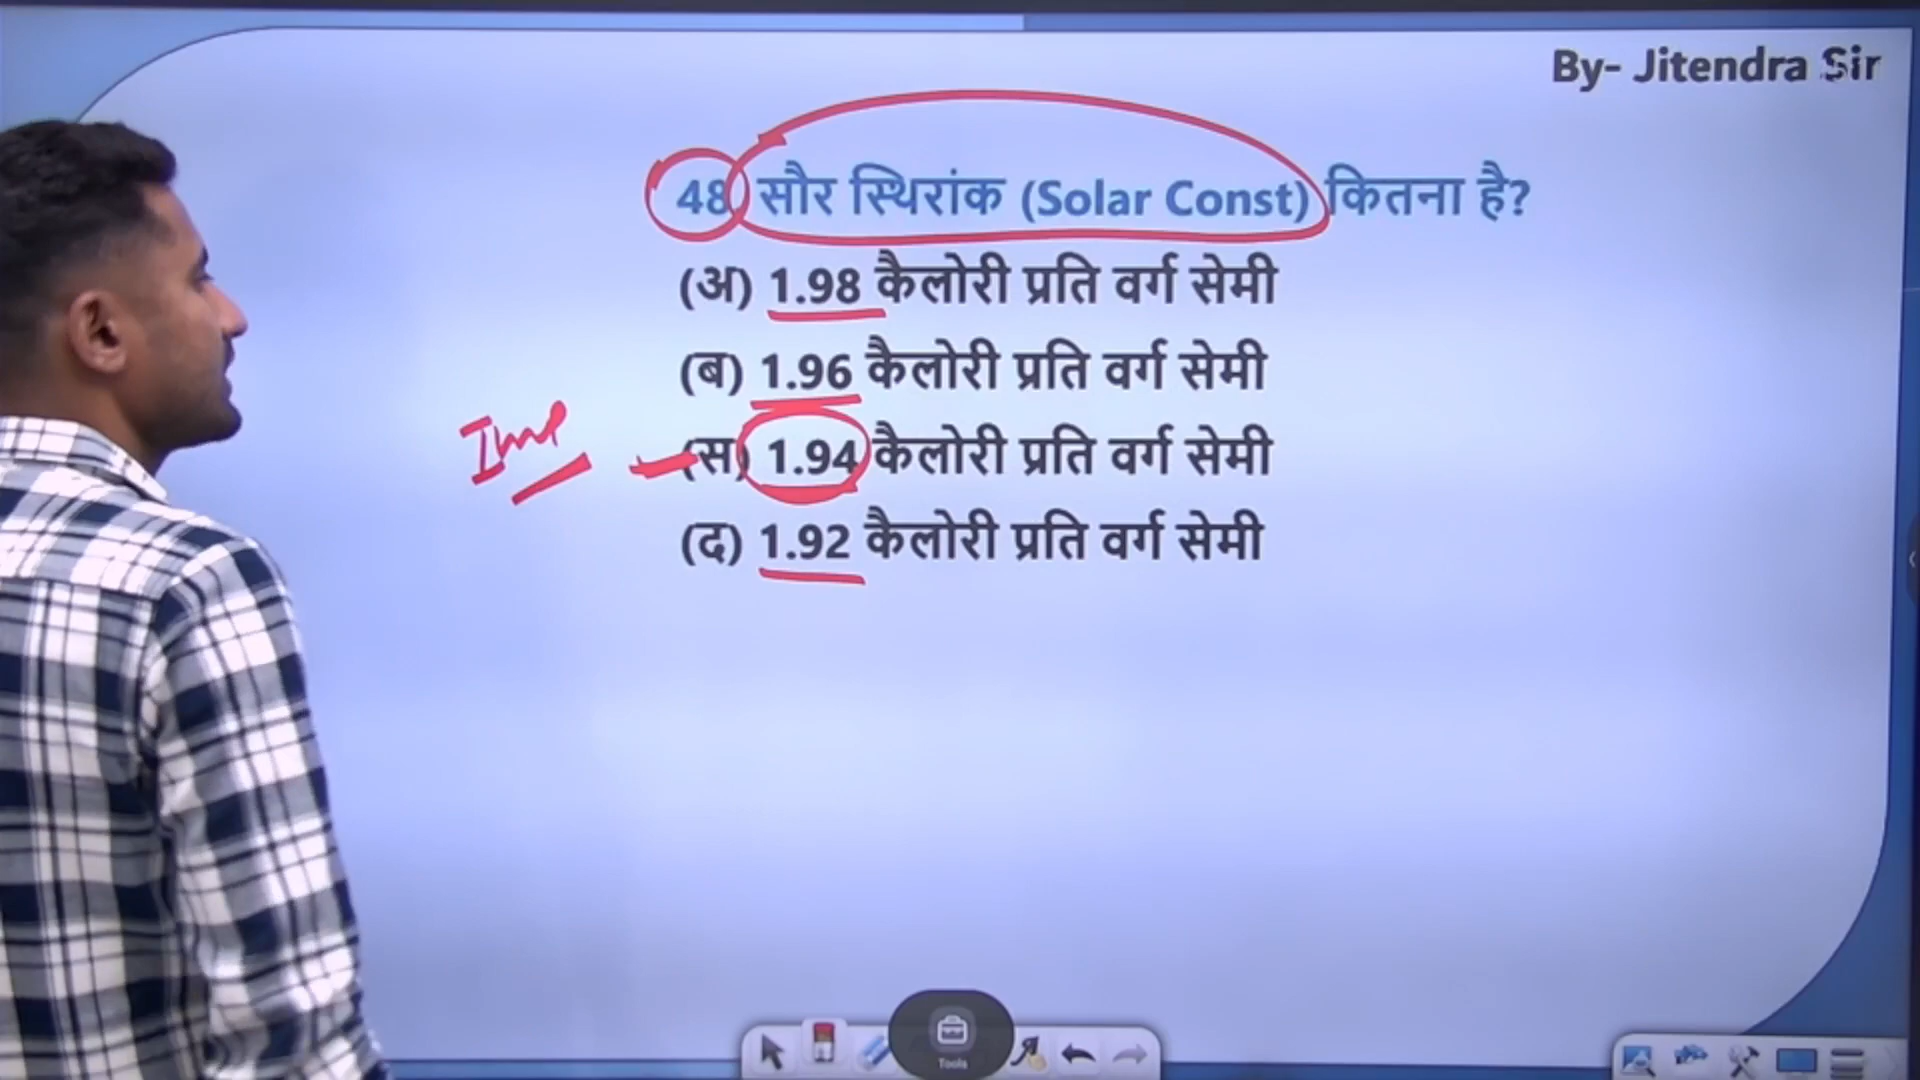 By- Jitendra Sir
48. सौर स्थिरांक (Solar Const) कितना है?
(अ) 1.98 कैलोरी प्रति वर्ग सेमी
(ब) 1.96 कैलोरी प्रति वर्ग सेमी
Imp
(स) 1.94 कैलोरी प्रति वर्ग सेमी
(द) 1.92 कैलोरी प्रति वर्ग सेमी
Tools